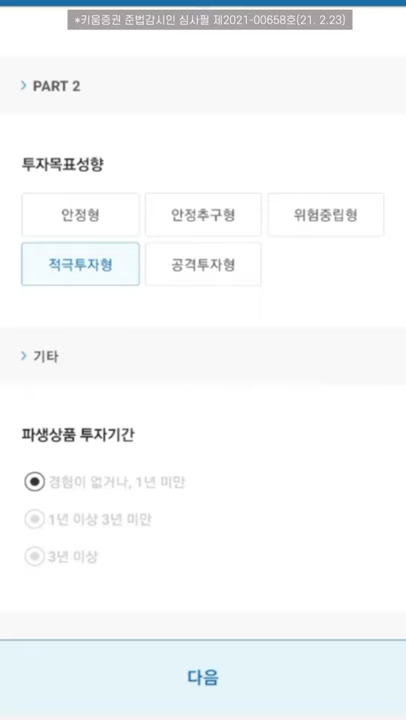 *키움증권 준법감시인 심사필 제2021-00658호(21. 2.23)
> PART 2
투자목표성향
안정형 안정추구형 위험중립형
적극투자형 공격투자형
> 기타
파생상품 투자기간
경험이 없거나, 1년 미만
1년 이상 3년 미만
3년 이상
다음